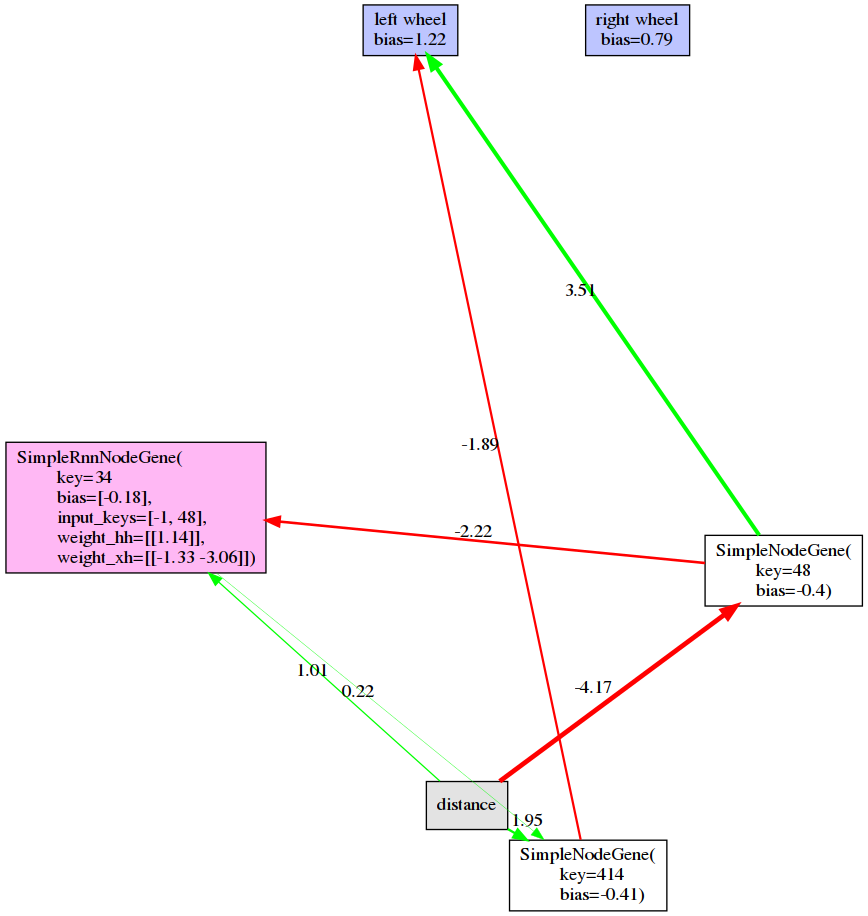 left wheel
bias=1.22
right wheel
bias=0.79
3.51
-1.89
SimpleRnnNodeGene(
key=34
bias=[-0.18],
input_keys=[-1, 48],
weight_hh=[[1.14]],
weight_xh=[[-1.33 -3.06]])
-2.22
SimpleNodeGene(
key=48
bias=-0.4)
1.01
0.22
-4.17
distance
1.95
SimpleNodeGene(
key=414
bias=-0.41)